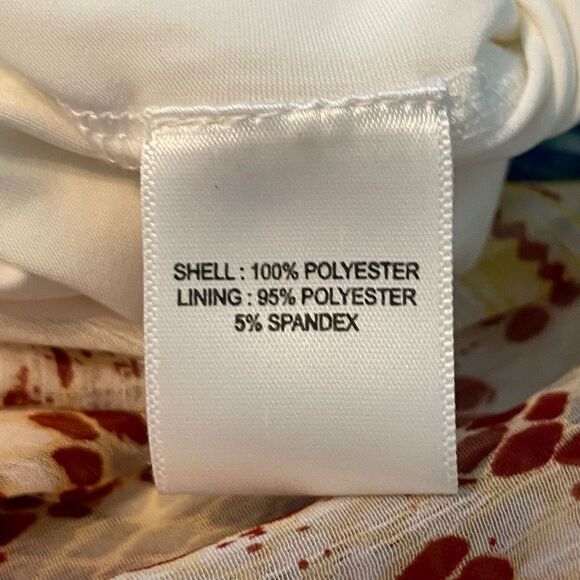 SHELL : 100% POLYESTER
LINING : 95% POLYESTER
5% SPANDEX